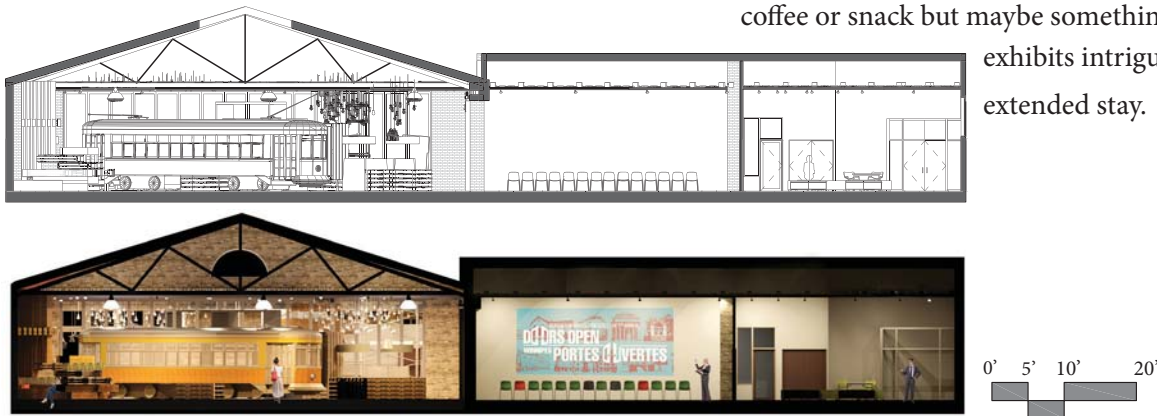 coffee or snack but maybe somethin
exhibits intrigu
extended stay.
DOORS OPEN
PORTES OUVERTES
0’ 5’ 10’ 20’